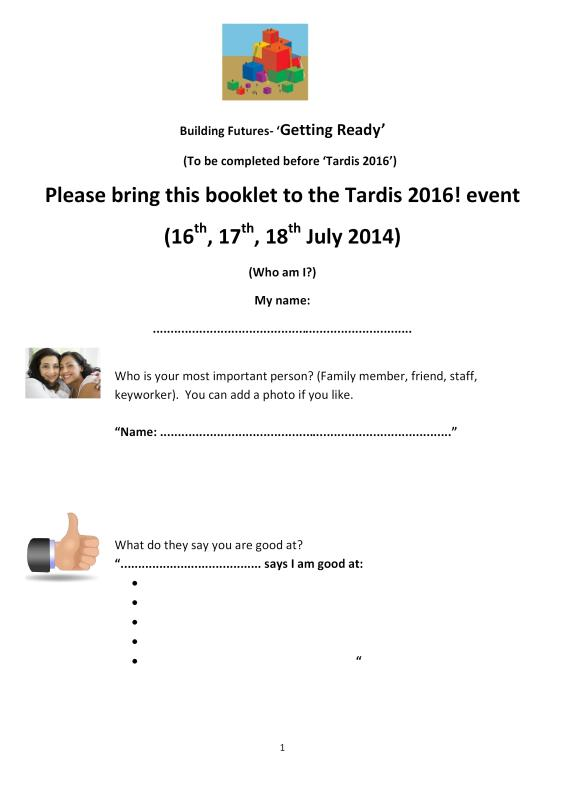 Building Futures- ‘Getting Ready’
(To be completed before ‘Tardis 2016’)
Please bring this booklet to the Tardis 2016! event
(16th, 17th, 18th July 2014)
(Who am I?)
My name:
........................................................................
Who is your most important person? (Family member, friend, staff,
keyworker).  You can add a photo if you like.
“Name: .................................................................................”
What do they say you are good at?
“....................................... says I am good at:
•
•
•
•
• “
1